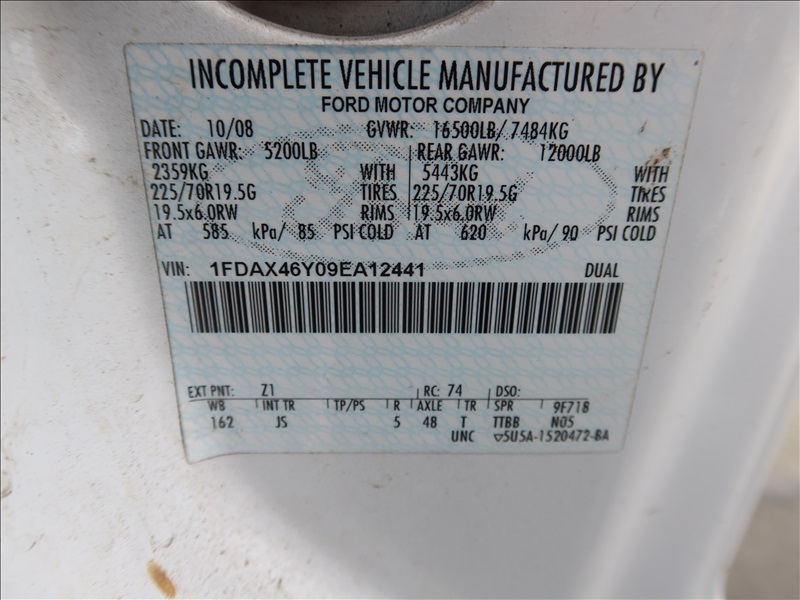 INCOMPLETE VEHICLE MANUFACTURED BY
FORD MOTOR COMPANY
DATE: 10/08 GVWR: 16500LB/ 7484KG
FRONT GAWR: 5200LB REAR GAWR: 12000LB
2359KG WITH 5443KG WITH
225/70R19.5G TIRES 225/70R19.5G TIRES
19.5x6.0RW RIMS 19.5x6.0RW RIMS
AT 585 kPa/ 85 PSI COLD AT 620 kPa/ 90 PSI COLD
VIN: 1FDAX46Y09EA12441 DUAL
EXT PNT: Z1 RC: 74 DSO:
WB INT TR TP/PS R AXLE TR SPR 9F718
162 JS 5 48 T TTBB N05
UNC ▽5U5A-1520472-BA